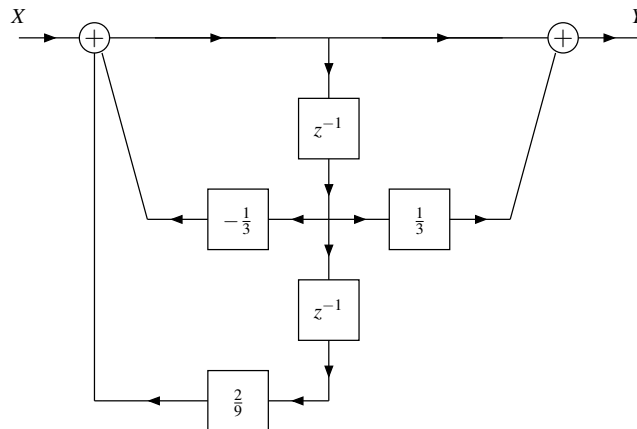 X Y
+ +
z⁻¹
−1/3 1/3
z⁻¹
2/9